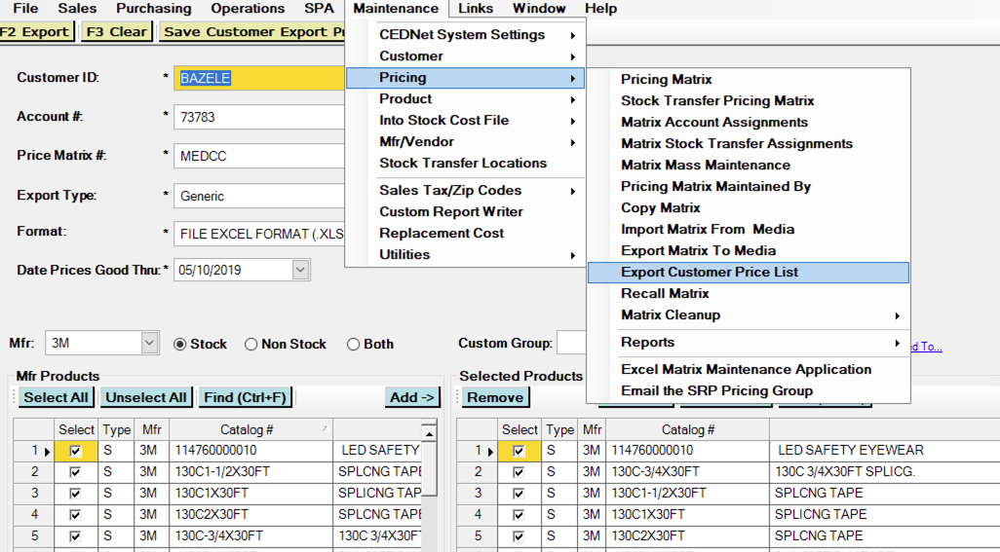 File Sales Purchasing Operations SPA Maintenance Links Window Help
F2 Export F3 Clear Save Customer Export Pr
CEDNet System Settings
Customer
Pricing
Product
Into Stock Cost File
Mfr/Vendor
Stock Transfer Locations
Sales Tax/Zip Codes
Custom Report Writer
Replacement Cost
Utilities
Pricing Matrix
Stock Transfer Pricing Matrix
Matrix Account Assignments
Matrix Stock Transfer Assignments
Matrix Mass Maintenance
Pricing Matrix Maintained By
Copy Matrix
Import Matrix From Media
Export Matrix To Media
Export Customer Price List
Recall Matrix
Matrix Cleanup
Reports
Excel Matrix Maintenance Application
Email the SRP Pricing Group
Customer ID: * BAZELE
Account #: * 73783
Price Matrix #: * MEDCC
Export Type: * Generic
Format: * FILE EXCEL FORMAT (.XLS
Date Prices Good Thru: * 05/10/2019
Mfr: 3M Stock Non Stock Both Custom Group: ed To...
Mfr Products
Select All Unselect All Find (Ctrl+F) Add ->
Select Type Mfr Catalog #
1 S 3M 114760000010 LED SAFETY
2 S 3M 130C1-1/2X30FT SPLCNG TAPE
3 S 3M 130C1X30FT SPLICNG TAP
4 S 3M 130C2X30FT SPLCNG TAPE
5 S 3M 130C-3/4X30FT 130C 3/4X30FT
Selected Products
Remove
Select Type Mfr Catalog #
1 S 3M 114760000010 LED SAFETY EYEWEAR
2 S 3M 130C-3/4X30FT 130C 3/4X30FT SPLICG.
3 S 3M 130C1-1/2X30FT SPLCNG TAPE
4 S 3M 130C1X30FT SPLICNG TAPE
5 S 3M 130C2X30FT SPLCNG TAPE